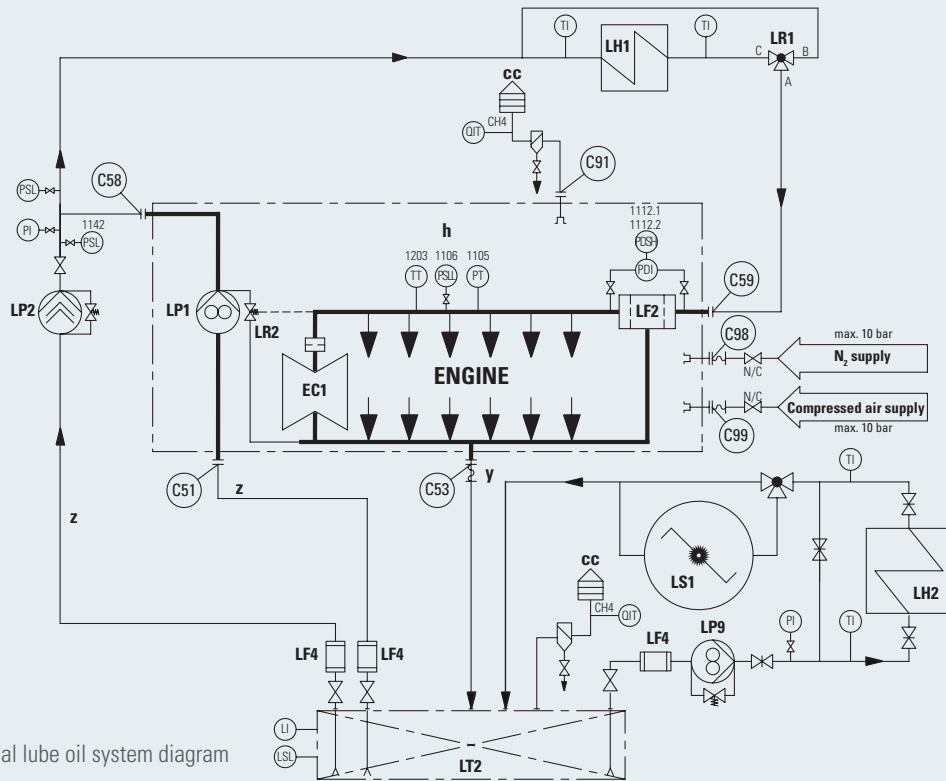 TI
LH1
TI
C
LR1
B
A
CC
QIT
CH4
C91
PSL
C58
PI
1142
PSL
h
1112.1
1112.2
PDSH
PDI
1203
1106
1105
TT
PSLL
PT
C59
LP2
LP1
LR2
LF2
C98
max. 10 bar
N₂ supply
N/C
EC1
ENGINE
N/C
Compressed air supply
max. 10 bar
C99
C51
z
C53
y
TI
z
LS1
LH2
CC
CH4
QIT
LF4
LP9
PI
TI
LF4
LF4
LI
LSL
LT2
al lube oil system diagram